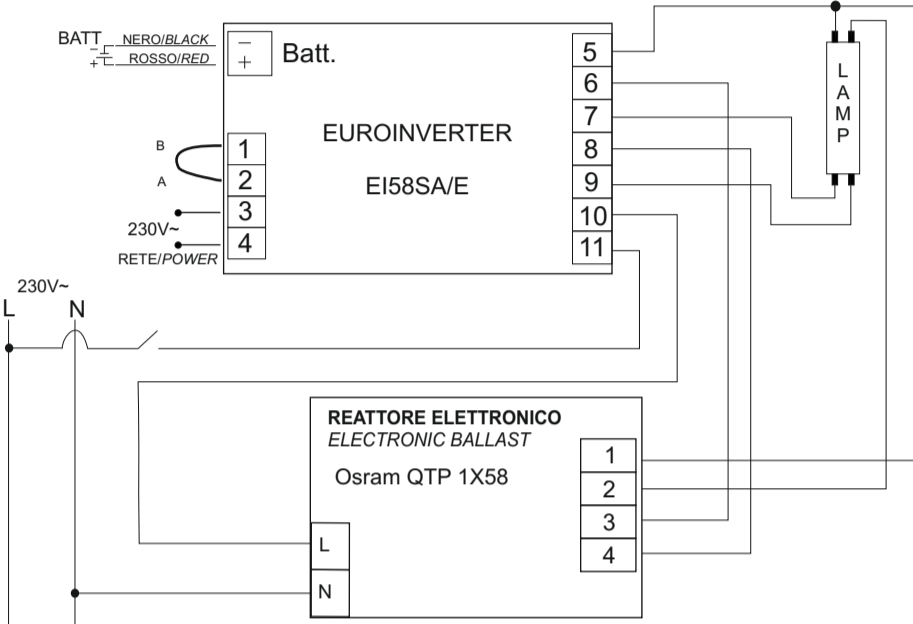 BATT
−
+
NERO/BLACK
ROSSO/RED
−
+
Batt.
EUROINVERTER
EI58SA/E
B
A
1
2
3
4
230V~
RETE/POWER
5
6
7
8
9
10
11
L
A
M
P
230V~
L N
REATTORE ELETTRONICO
ELECTRONIC BALLAST
Osram QTP 1X58
1
2
3
4
L
N